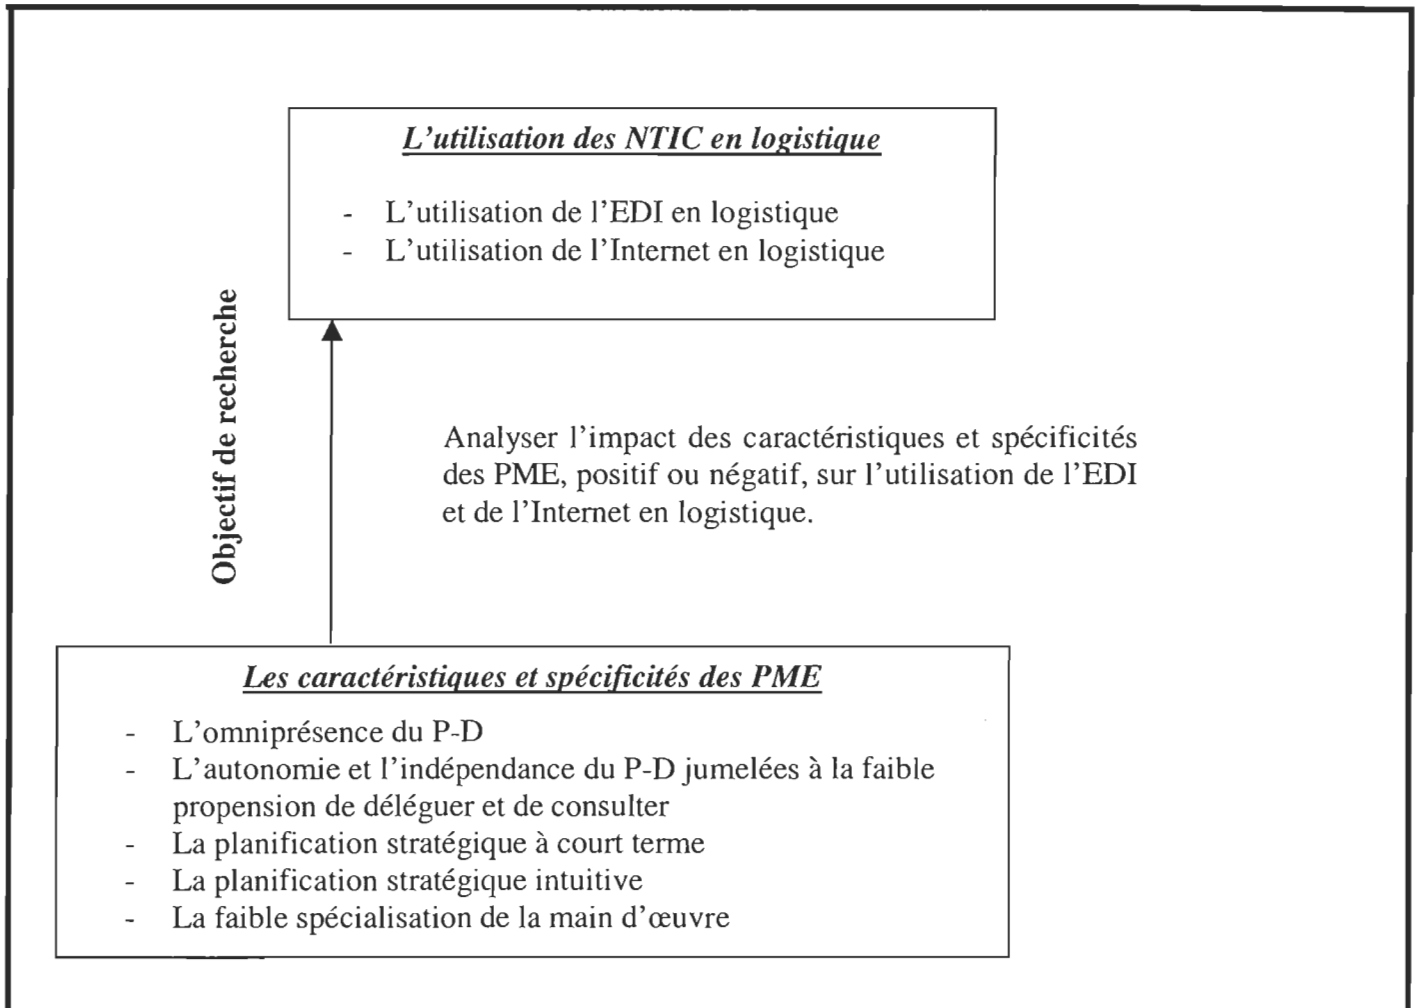 L'utilisation des NTIC en logistique
- L'utilisation de l'EDI en logistique
- L'utilisation de l'Internet en logistique
Objectif de recherche
Analyser l'impact des caractéristiques et spécificités
des PME, positif ou négatif, sur l'utilisation de l'EDI
et de l'Internet en logistique.
Les caractéristiques et spécificités des PME
- L'omniprésence du P-D
- L'autonomie et l'indépendance du P-D jumelées à la faible
propension de déléguer et de consulter
- La planification stratégique à court terme
- La planification stratégique intuitive
- La faible spécialisation de la main d'œuvre